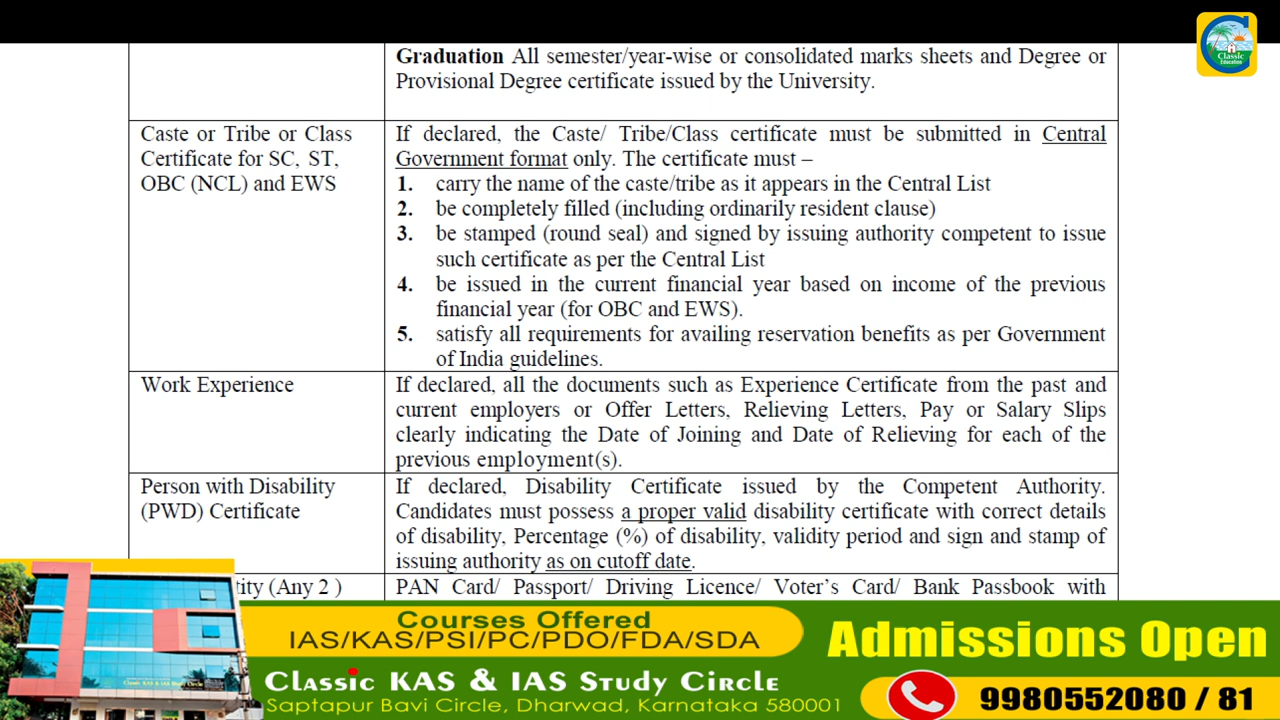 Classic
Education
Graduation All semester/year-wise or consolidated marks sheets and Degree or
Provisional Degree certificate issued by the University.
Caste or Tribe or Class
Certificate for SC, ST,
OBC (NCL) and EWS
If declared, the Caste/ Tribe/Class certificate must be submitted in Central
Government format only. The certificate must –
1. carry the name of the caste/tribe as it appears in the Central List
2. be completely filled (including ordinarily resident clause)
3. be stamped (round seal) and signed by issuing authority competent to issue
such certificate as per the Central List
4. be issued in the current financial year based on income of the previous
financial year (for OBC and EWS).
5. satisfy all requirements for availing reservation benefits as per Government
of India guidelines.
Work Experience
If declared, all the documents such as Experience Certificate from the past and
current employers or Offer Letters, Relieving Letters, Pay or Salary Slips
clearly indicating the Date of Joining and Date of Relieving for each of the
previous employment(s).
Person with Disability
(PWD) Certificate
If declared, Disability Certificate issued by the Competent Authority.
Candidates must possess a proper valid disability certificate with correct details
of disability, Percentage (%) of disability, validity period and sign and stamp of
issuing authority as on cutoff date.
tity (Any 2 )
PAN Card/ Passport/ Driving Licence/ Voter's Card/ Bank Passbook with
Courses Offered
IAS/KAS/PSI/PC/PDO/FDA/SDA
Classic KAS & IAS Study Circle
Saptapur Bavi Circle, Dharwad, Karnataka 580001
Admissions Open
9980552080 / 81